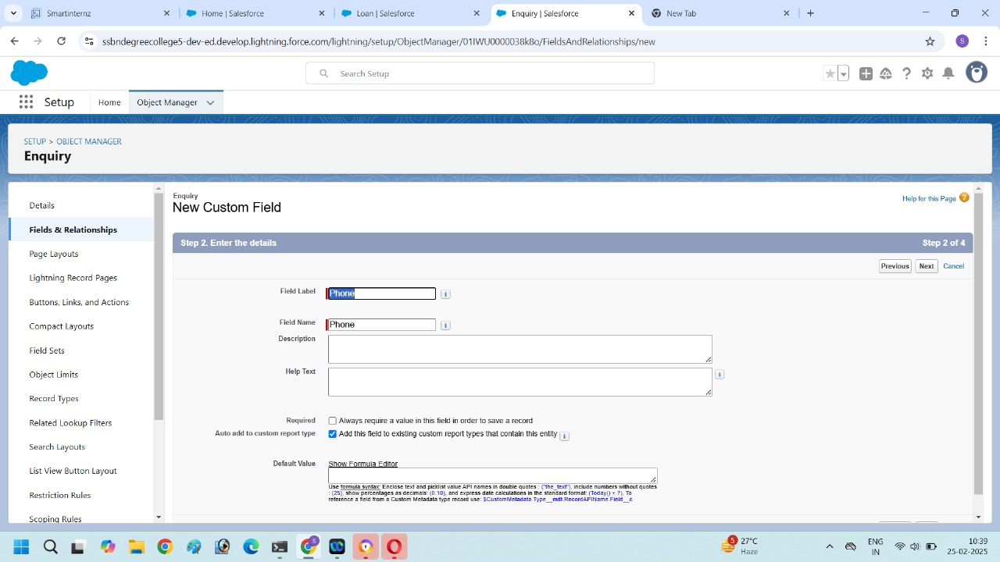 Smartinternz
Home | Salesforce
Loan | Salesforce
Enquiry | Salesforce
New Tab
ssbndegreecollege5-dev-ed.develop.lightning.force.com/lightning/setup/ObjectManager/01IWU0000038k8o/FieldsAndRelationships/new
S
Search Setup
Setup
Home
Object Manager
SETUP > OBJECT MANAGER
Enquiry
Details
Fields & Relationships
Page Layouts
Lightning Record Pages
Buttons, Links, and Actions
Compact Layouts
Field Sets
Object Limits
Record Types
Related Lookup Filters
Search Layouts
List View Button Layout
Restriction Rules
Scoping Rules
Enquiry
New Custom Field
Help for this Page ?
Step 2. Enter the details
Step 2 of 4
Previous Next Cancel
Field Label Phone i
Field Name Phone i
Description
Help Text i
Required Always require a value in this field in order to save a record
Auto add to custom report type Add this field to existing custom report types that contain this entity i
Default Value Show Formula Editor
Use formula syntax: Enclose text and picklist value API names in double quotes : ("the_text"), include numbers without quotes
: (25), show percentages as decimals: (0.10), and express date calculations in the standard format: (Today() + 7). To
reference a field from a Custom Metadata type record use: $CustomMetadata.Type__mdt.RecordAPIName.Field__c
S
5
27°C
Haze
ENG
IN
10:39
25-02-2025